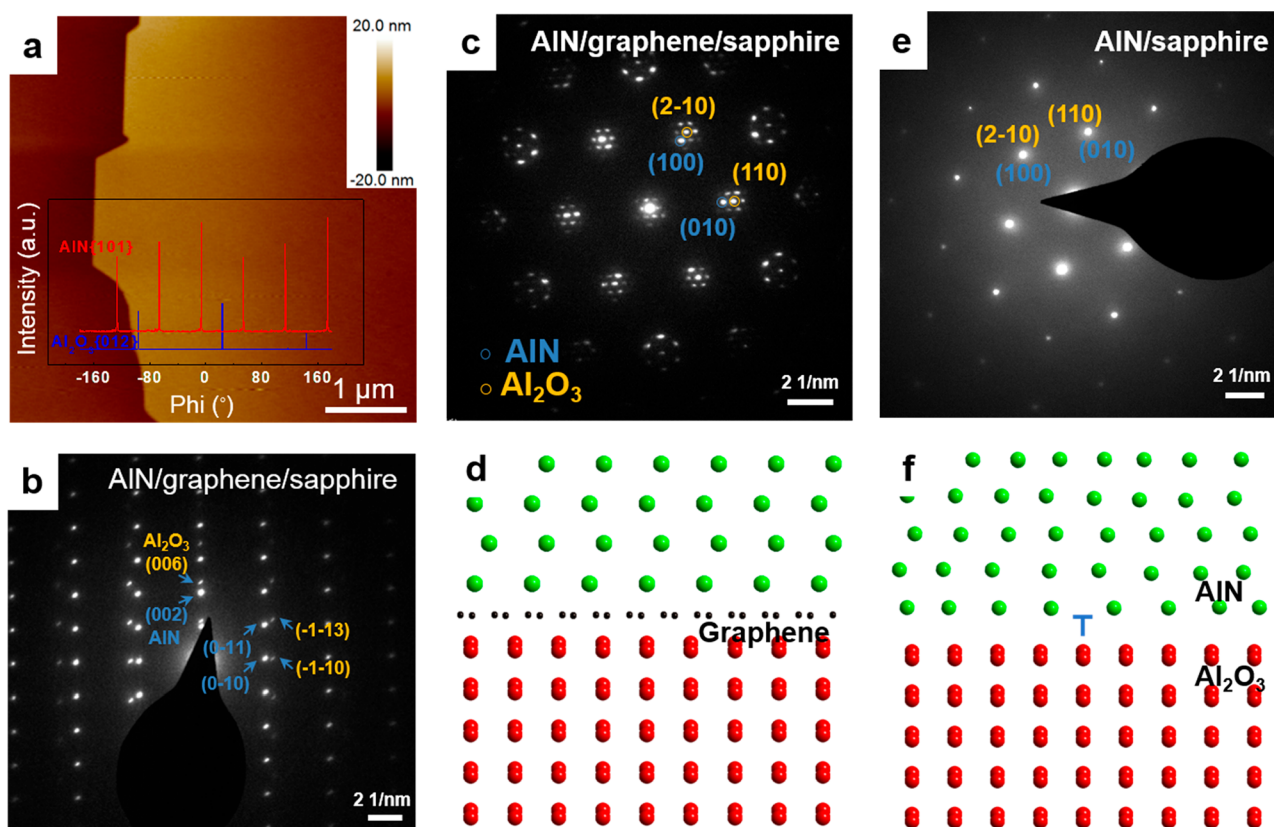 a
20.0 nm
-20.0 nm
Intensity (a.u.)
AlN{101}
Al₂O₃{012}
-160 -80 0 80 160
Phi (°)
1 μm
b
AlN/graphene/sapphire
Al₂O₃
(006)
(002)
AlN
(0-11)
(-1-13)
(0-10)
(-1-10)
2 1/nm
c
AlN/graphene/sapphire
(2-10)
(100)
(110)
(010)
AlN
Al₂O₃
2 1/nm
d
Graphene
e
AlN/sapphire
(110)
(2-10)
(010)
(100)
2 1/nm
f
AlN
Al₂O₃